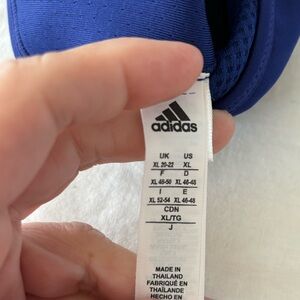 adidas
UK US
XL 20-22 XL
F D
XL 48-50 XL 46-48
I E
XL 52-54 XL 46-48
CDN
XL/TG
J
MADE IN
THAILAND
FABRIQUÉ EN
THAÏLANDE
HECHO EN